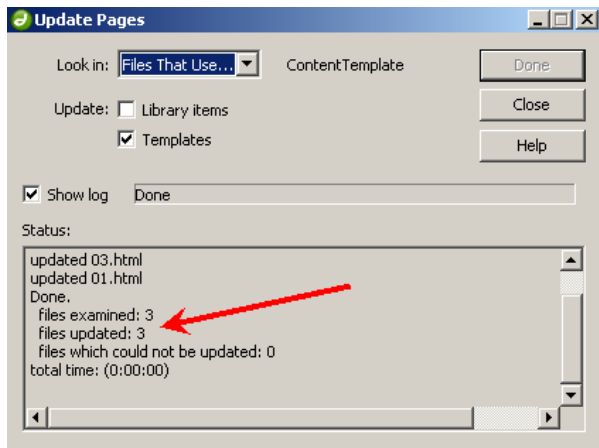 Update Pages
Look in: Files That Use... ContentTemplate Done
Update: Library items Close
Templates Help
Show log Done
Status:
updated 03.html
updated 01.html
Done.
files examined: 3
files updated: 3
files which could not be updated: 0
total time: (0:00:00)